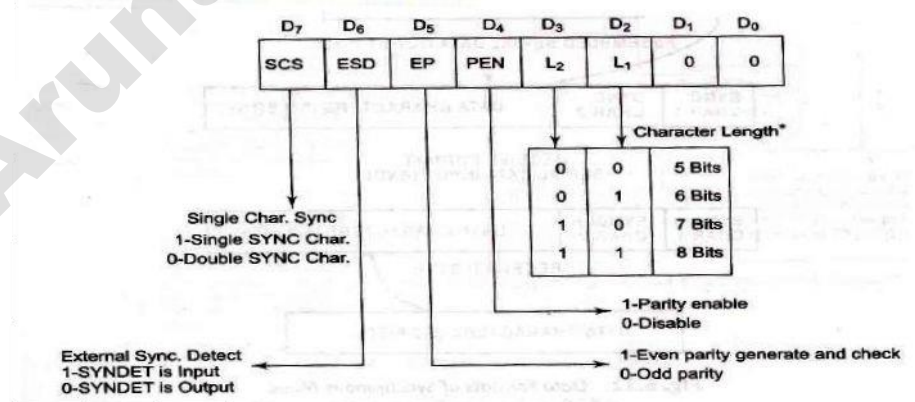 Arun
D7 D6 D5 D4 D3 D2 D1 D0
SCS ESD EP PEN L2 L1 0 0
Character Length*
0 0 5 Bits
0 1 6 Bits
1 0 7 Bits
1 1 8 Bits
Single Char. Sync
1-Single SYNC Char.
0-Double SYNC Char.
1-Parity enable
0-Disable
External Sync. Detect
1-SYNDET is Input
0-SYNDET is Output
1-Even parity generate and check
0-Odd parity